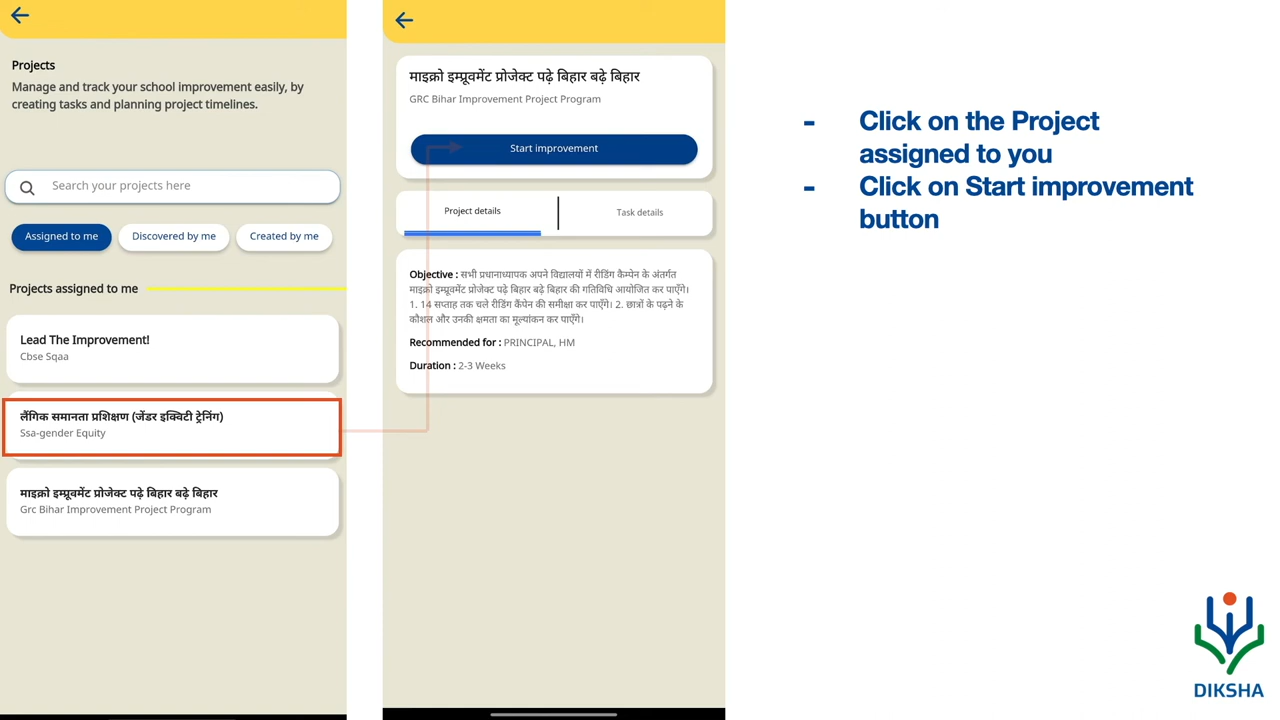 Projects
Manage and track your school improvement easily, by
creating tasks and planning project timelines.
Search your projects here
Assigned to me
Discovered by me
Created by me
Projects assigned to me
Lead The Improvement!
Cbse Sqaa
लैंगिक समानता प्रशिक्षण (जेंडर इक्विटी ट्रेनिंग)
Ssa-gender Equity
माइक्रो इम्प्रूवमेंट प्रोजेक्ट पढ़े बिहार बढ़े बिहार
Grc Bihar Improvement Project Program
माइक्रो इम्प्रूवमेंट प्रोजेक्ट पढ़े बिहार बढ़े बिहार
GRC Bihar Improvement Project Program
Start improvement
Project details
Task details
Objective : सभी प्रधानाध्यापक अपने विद्यालयों में रीडिंग कैम्पेन के अंतर्गत
माइक्रो इम्प्रूवमेंट प्रोजेक्ट पढ़े बिहार बढ़े बिहार की गतिविधि आयोजित कर पाएँगे।
1. 14 सप्ताह तक चले रीडिंग कैंपेन की समीक्षा कर पाएँगे। 2. छात्रों के पढ़ने के
कौशल और उनकी क्षमता का मूल्यांकन कर पाएँगे।
Recommended for : PRINCIPAL, HM
Duration : 2-3 Weeks
- Click on the Project
assigned to you
- Click on Start improvement
button
DIKSHA